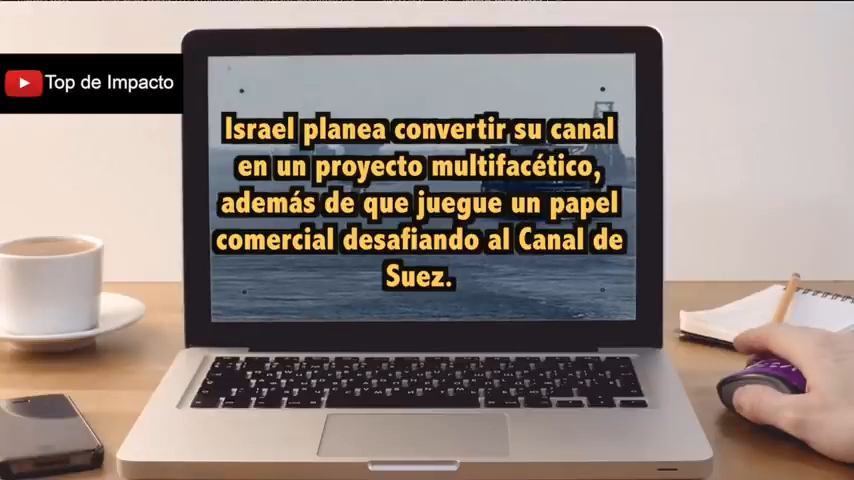 Top de Impacto
Israel planea convertir su canal
en un proyecto multifacético,
además de que juegue un papel
comercial desafiando al Canal de
Suez.